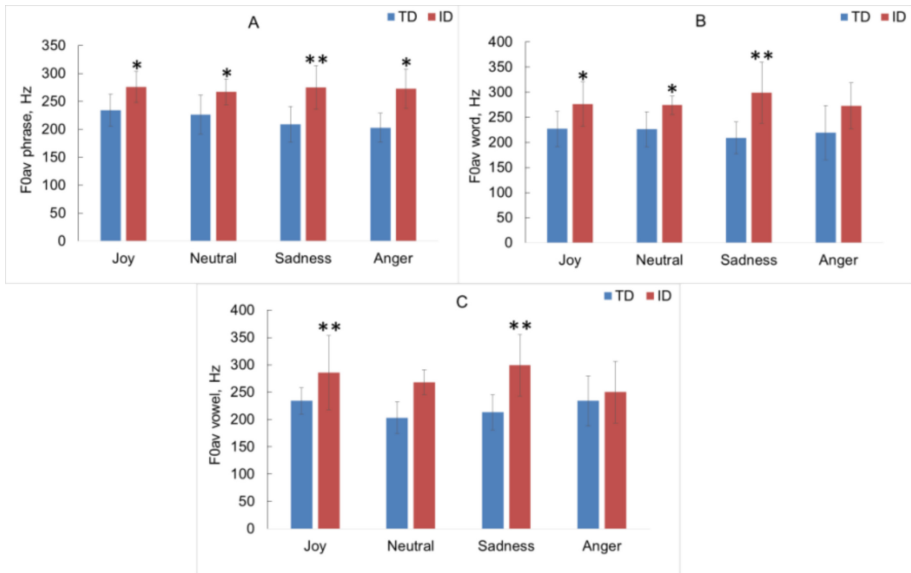 A
TD ID
F0av phrase, Hz
350
300
250
200
150
100
50
0
* * ** *
Joy Neutral Sadness Anger
B
TD ID
F0av word, Hz
400
350
300
250
200
150
100
50
0
* * **
Joy Neutral Sadness Anger
C
TD ID
F0av vowel, Hz
400
350
300
250
200
150
100
50
0
** **
Joy Neutral Sadness Anger